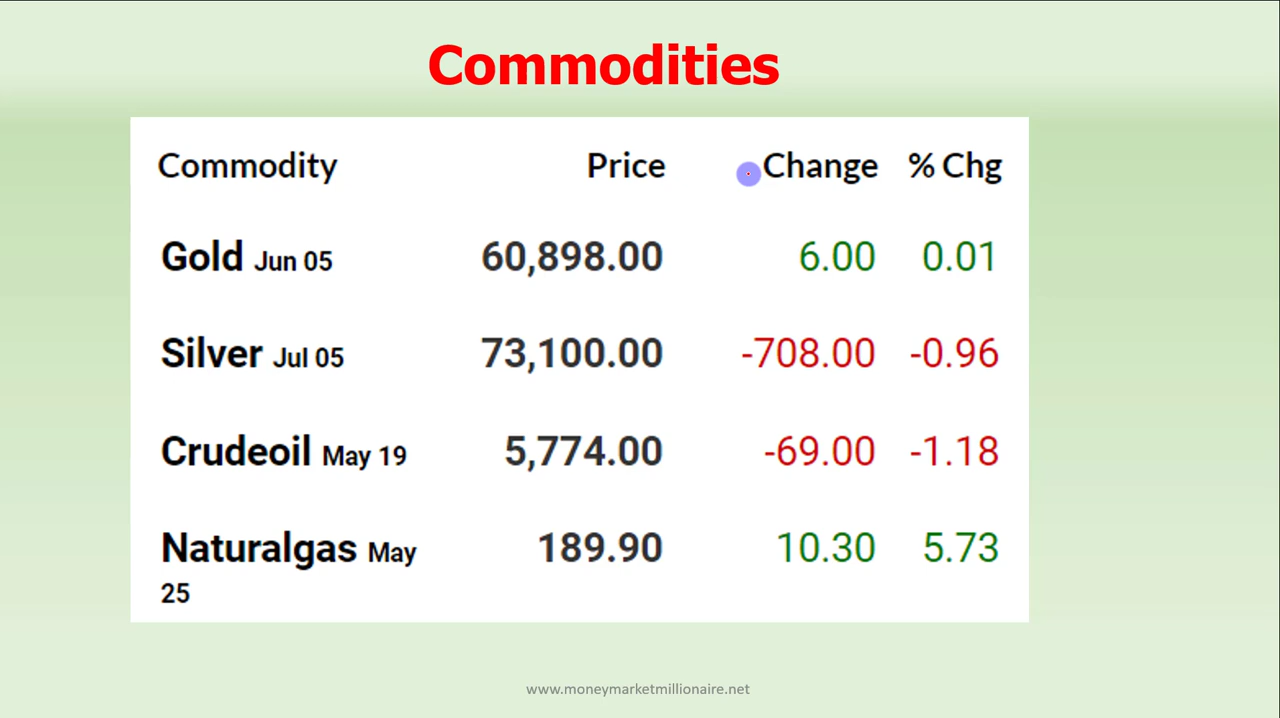 Commodities
Commodity Price Change % Chg
Gold Jun 05 60,898.00 6.00 0.01
Silver Jul 05 73,100.00 -708.00 -0.96
Crudeoil May 19 5,774.00 -69.00 -1.18
Naturalgas May 189.90 10.30 5.73
25
www.moneymarketmillionaire.net